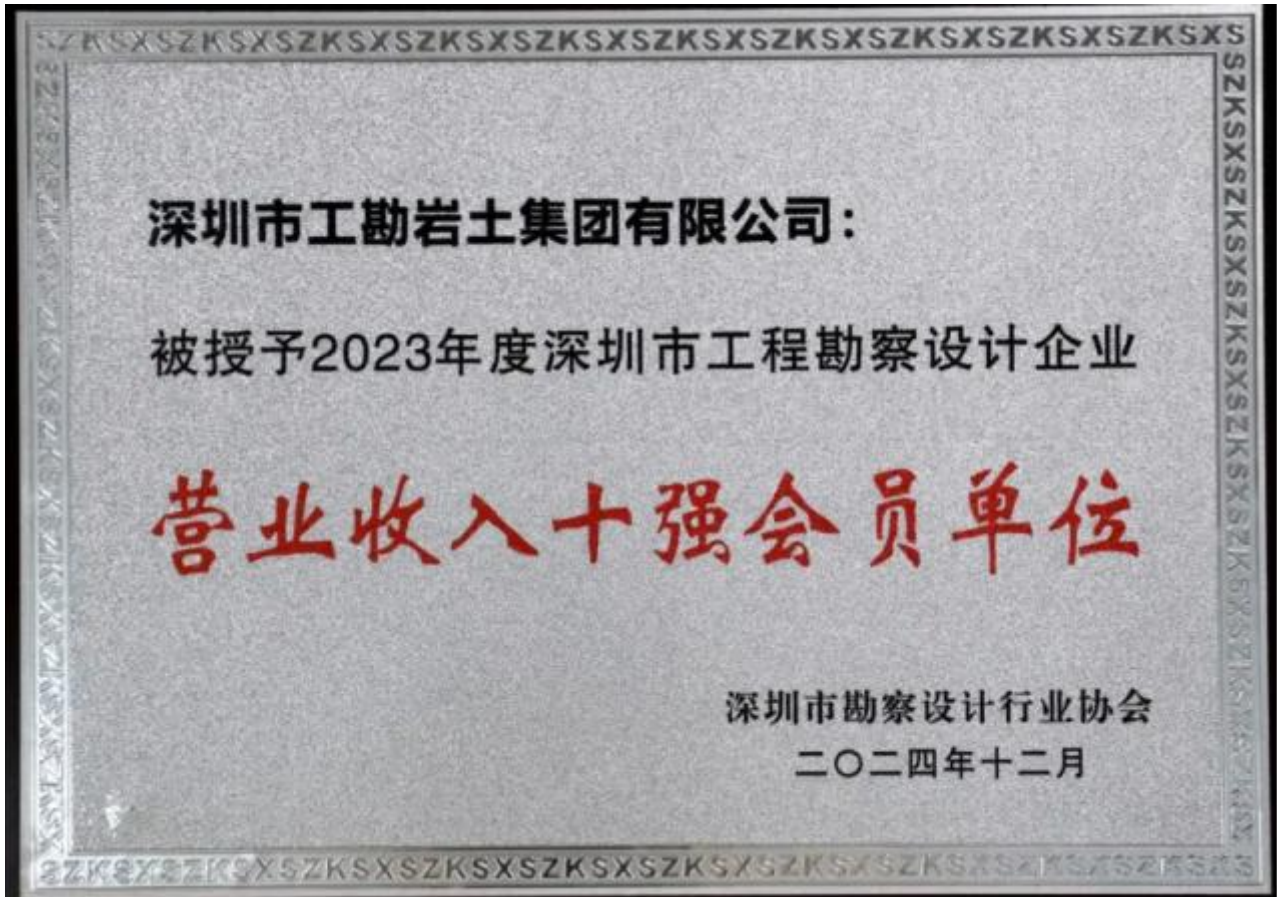 SZKSXSZKSXSZKSXSZKSXSZKSXSZKSXSZKSXSZKSXSZKSXS
深圳市工勘岩土集团有限公司：
被授予2023年度深圳市工程勘察设计企业
营业收入十强会员单位
深圳市勘察设计行业协会
二〇二四年十二月